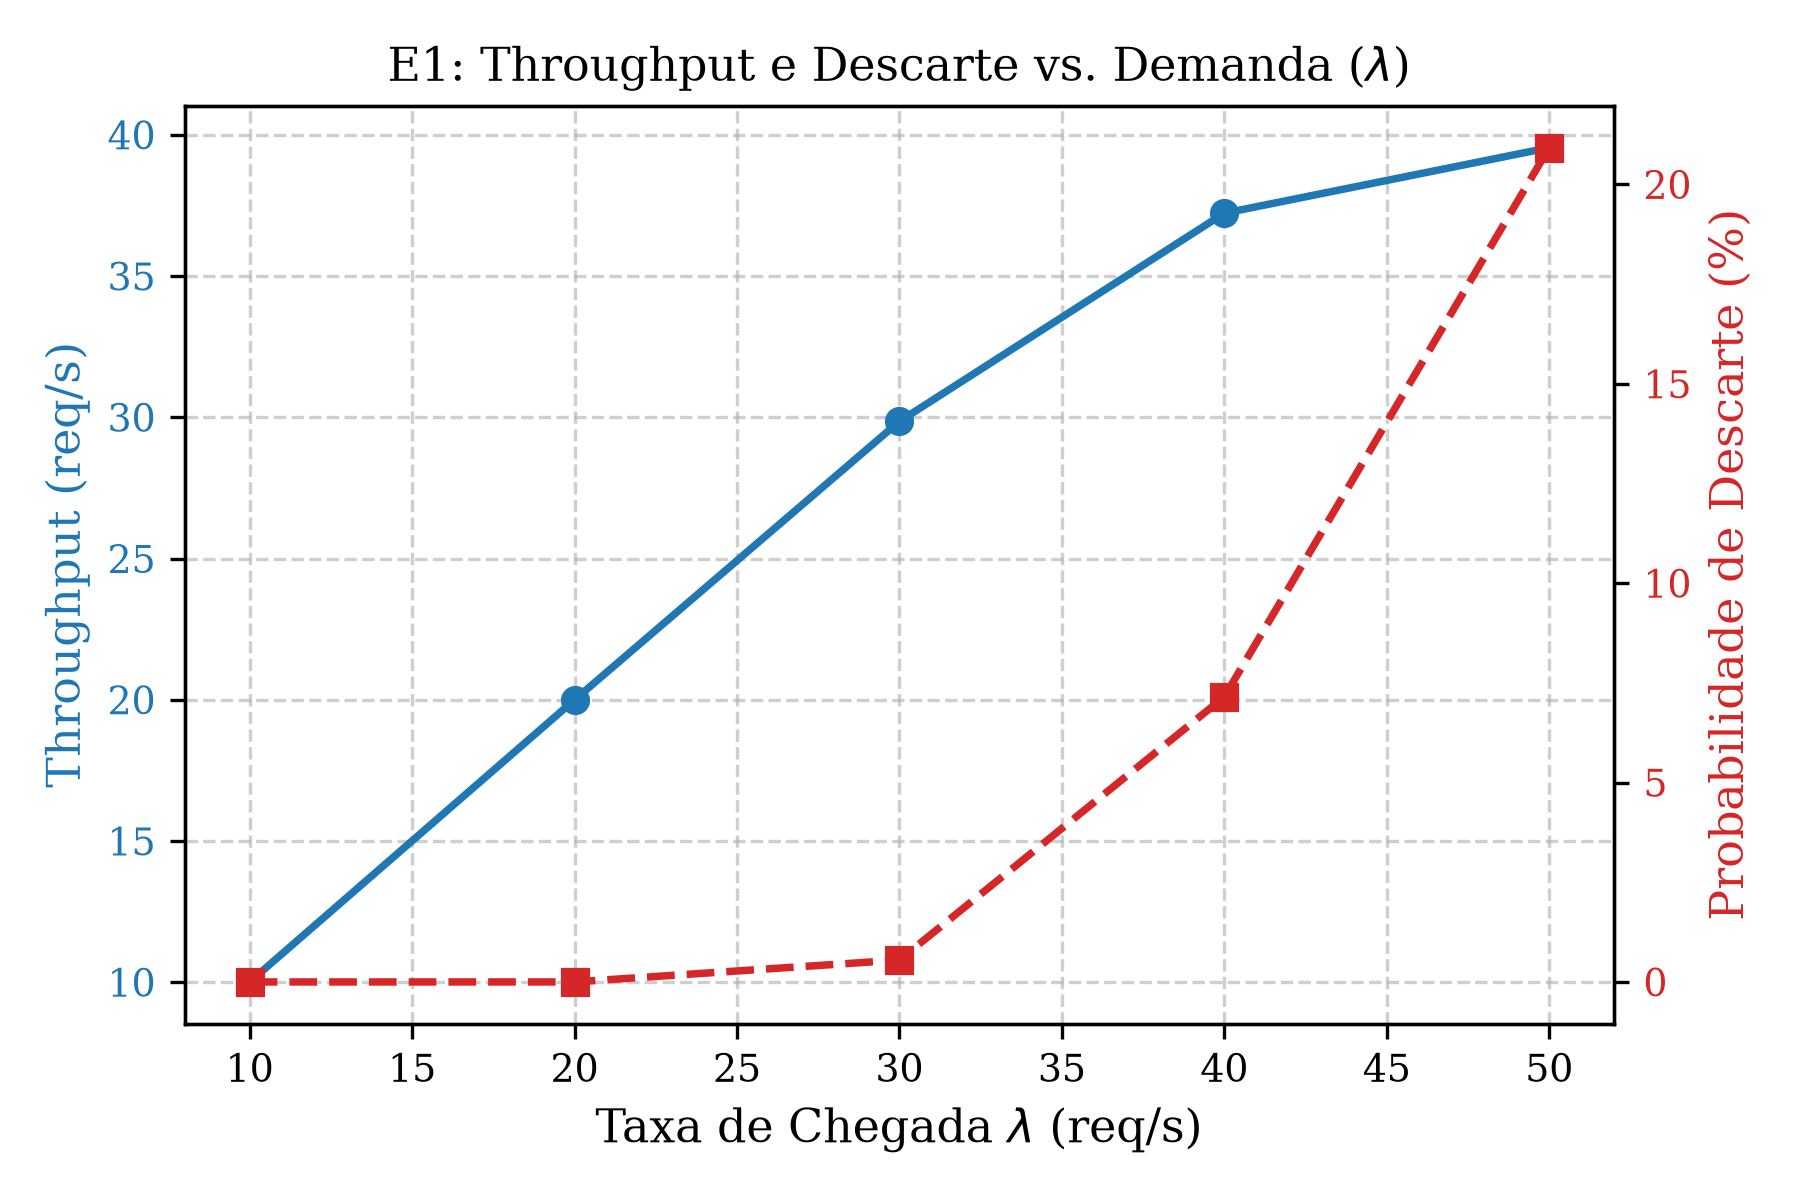 E1: Throughput e Descarte vs. Demanda (λ)
Throughput (req/s)
40
35
30
25
20
15
10
20
15
10
5
0
Probabilidade de Descarte (%)
10 15 20 25 30 35 40 45 50
Taxa de Chegada λ (req/s)